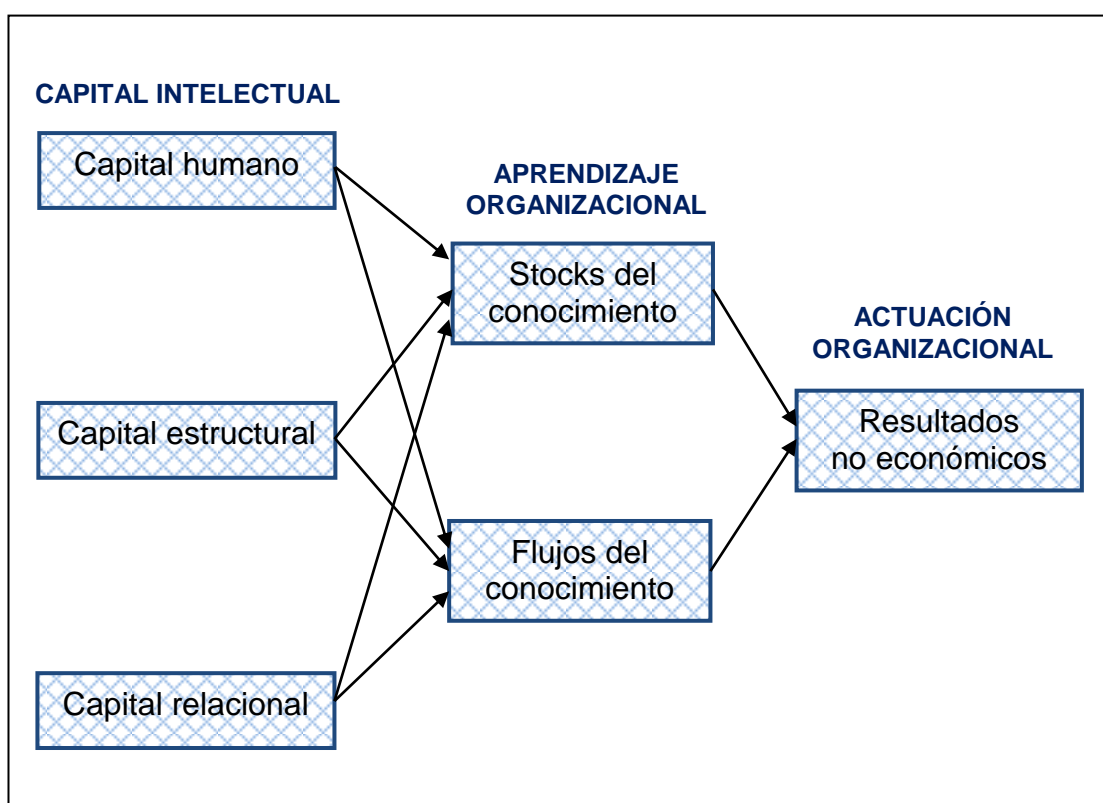 CAPITAL INTELECTUAL
Capital humano
Capital estructural
Capital relacional
APRENDIZAJE
ORGANIZACIONAL
Stocks del
conocimiento
Flujos del
conocimiento
ACTUACIÓN
ORGANIZACIONAL
Resultados
no económicos